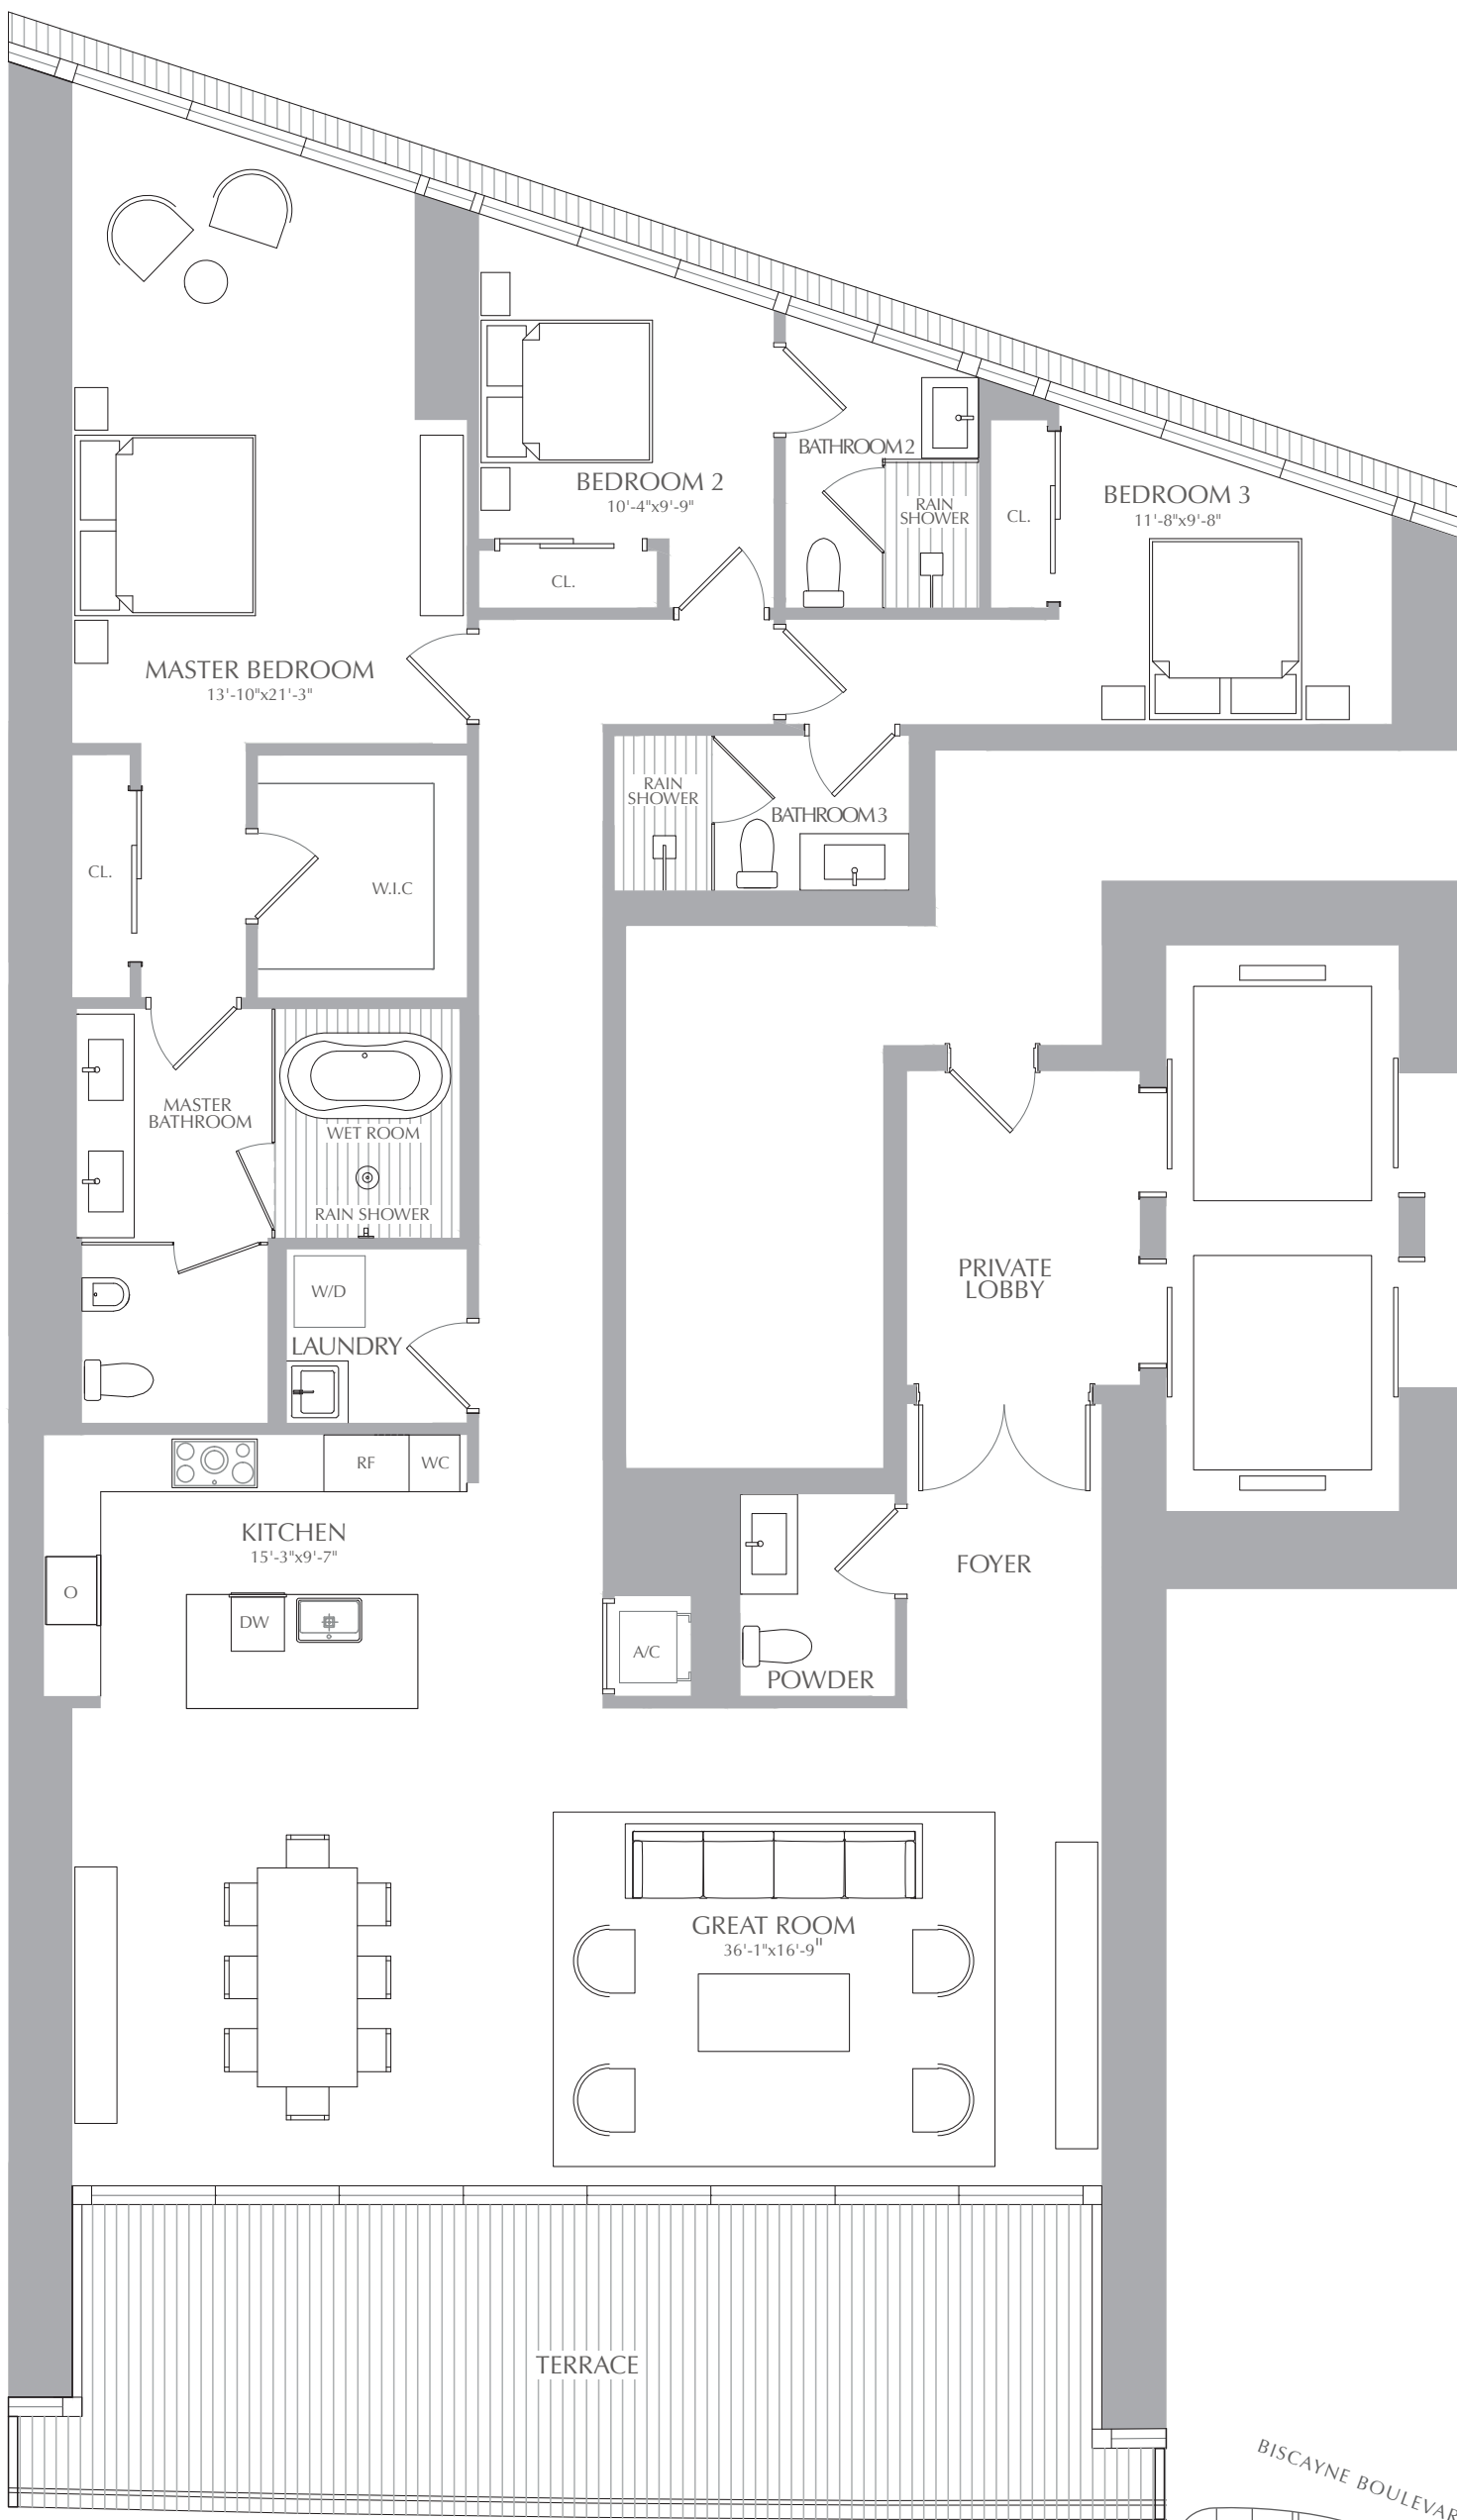 BATHROOM 2
BEDROOM 2
10'-4"x9'-9"
RAIN
SHOWER
CL.
BEDROOM 3
11'-8"x9'-8"
CL.
MASTER BEDROOM
13'-10"x21'-3"
RAIN
SHOWER
BATHROOM 3
CL.
W.I.C
MASTER
BATHROOM
WET ROOM
RAIN SHOWER
PRIVATE
LOBBY
W/D
LAUNDRY
RF
WC
KITCHEN
15'-3"x9'-7"
FOYER
O
DW
A/C
POWDER
GREAT ROOM
36'-1"x16'-9"
TERRACE
BISCAYNE BOULEVAR